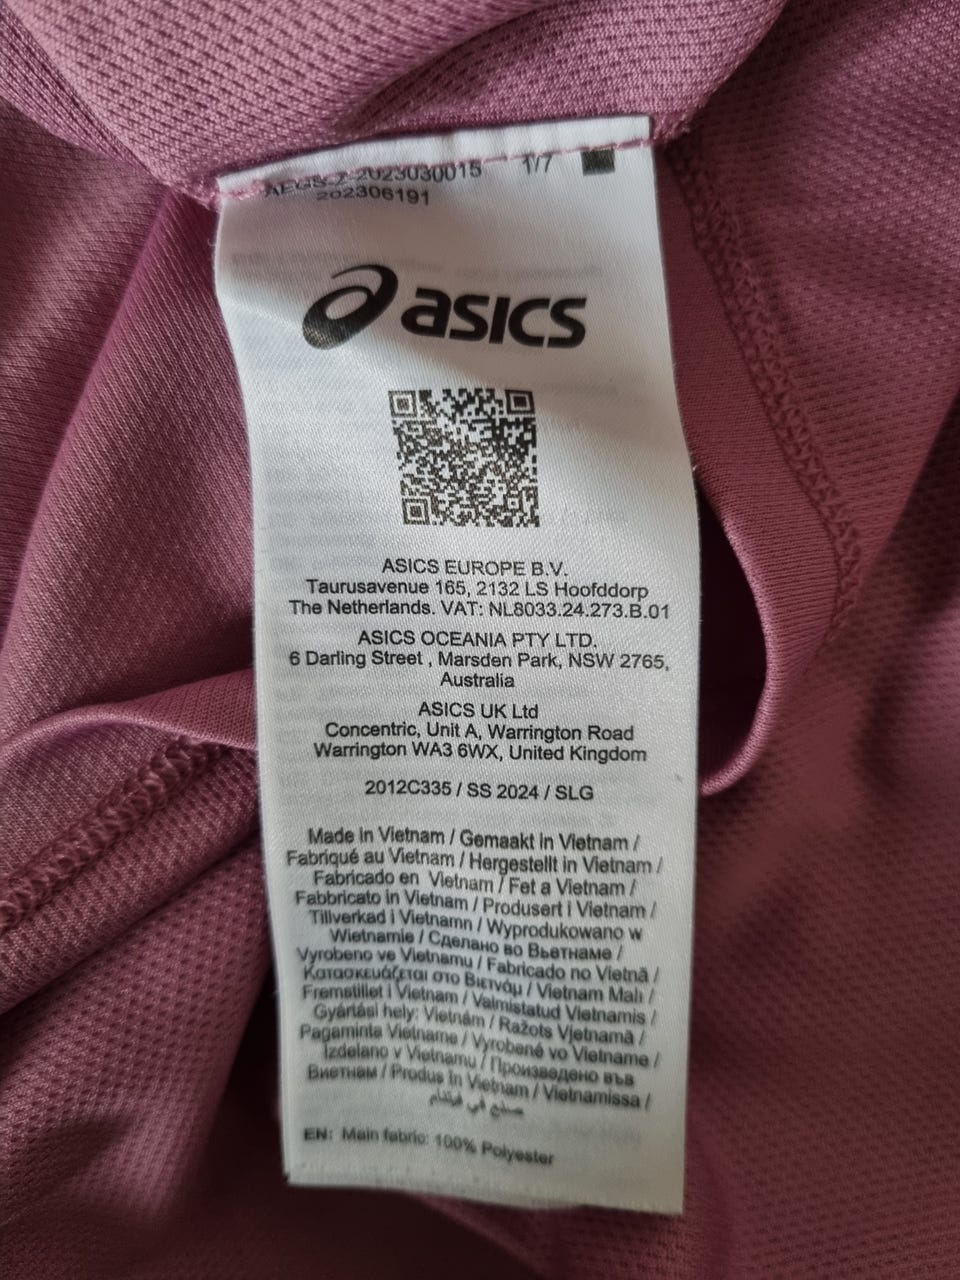 AEGS-2-2023030015 1/7
202306191
asics
ASICS EUROPE B.V.
Taurusavenue 165, 2132 LS Hoofddorp
The Netherlands. VAT: NL8033.24.273.B.01
ASICS OCEANIA PTY LTD.
6 Darling Street , Marsden Park, NSW 2765,
Australia
ASICS UK Ltd
Concentric, Unit A, Warrington Road
Warrington WA3 6WX, United Kingdom
2012C335 / SS 2024 / SLG
Made in Vietnam / Gemaakt in Vietnam /
Fabriqué au Vietnam / Hergestellt in Vietnam /
Fabricado en Vietnam / Fet a Vietnam /
Fabbricato in Vietnam / Produsert i Vietnam /
Tillverkad i Vietnamn / Wyprodukowano w
Wietnamie / Сделано во Вьетнаме /
Vyrobeno ve Vietnamu / Fabricado no Vietnã /
Κατασκευάζεται στο Βιετνάμ / Vietnam Malı /
Fremstillet i Vietnam / Valmistatud Vietnamis /
Gyártási hely: Vietnám / Ražots Vjetnamā /
Pagaminta Vietname / Vyrobené vo Vietname /
Izdelano v Vietnamu / Произведено във
Виетнам / Produs în Vietnam / Vietnamissa /
صنع في فيتنام
EN: Main fabric: 100% Polyester